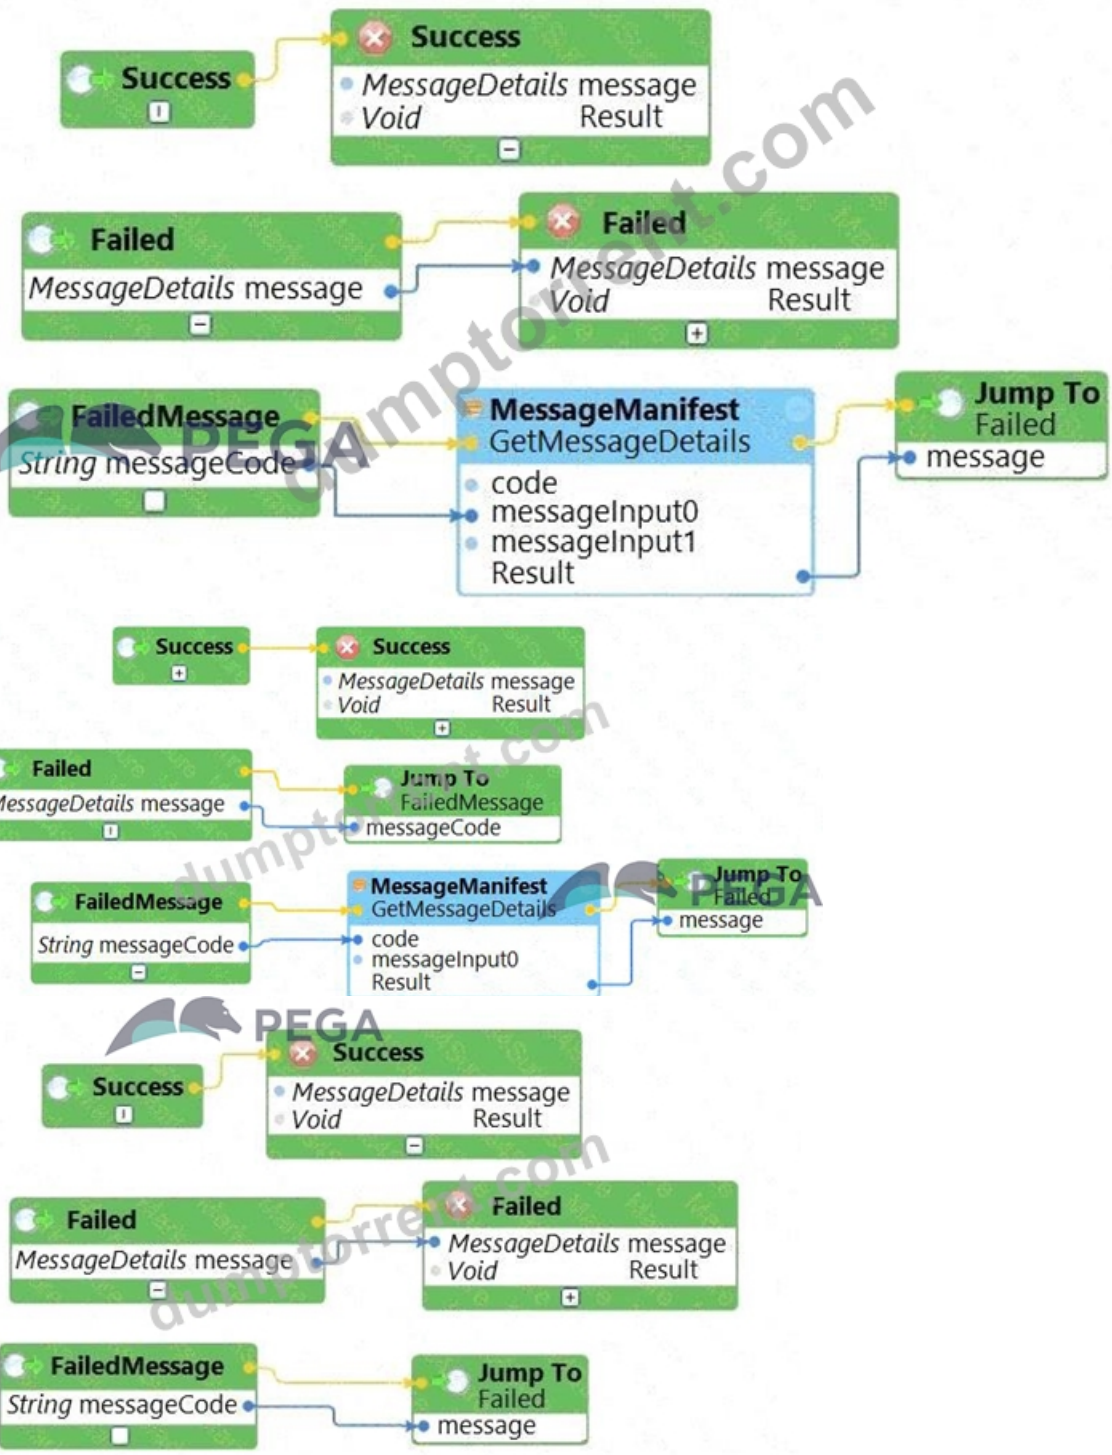 Success
Success
MessageDetails message
Void Result
Failed
Failed
MessageDetails message
MessageDetails message
Void Result
FailedMessage
String messageCode
MessageManifest
GetMessageDetails
code
messageInput0
messageInput1
Result
Jump To
Failed
message
PEGA
dumptorrent.com
Success
Success
MessageDetails message
Void Result
Failed
MessageDetails message
Jump To
FailedMessage
messageCode
FailedMessage
String messageCode
MessageManifest
GetMessageDetails
code
messageInput0
Result
Jump To
Failed
message
PEGA
dumptorrent.com
PEGA
Success
Success
MessageDetails message
Void Result
Failed
Failed
MessageDetails message
MessageDetails message
Void Result
FailedMessage
String messageCode
Jump To
Failed
message
dumptorrent.com